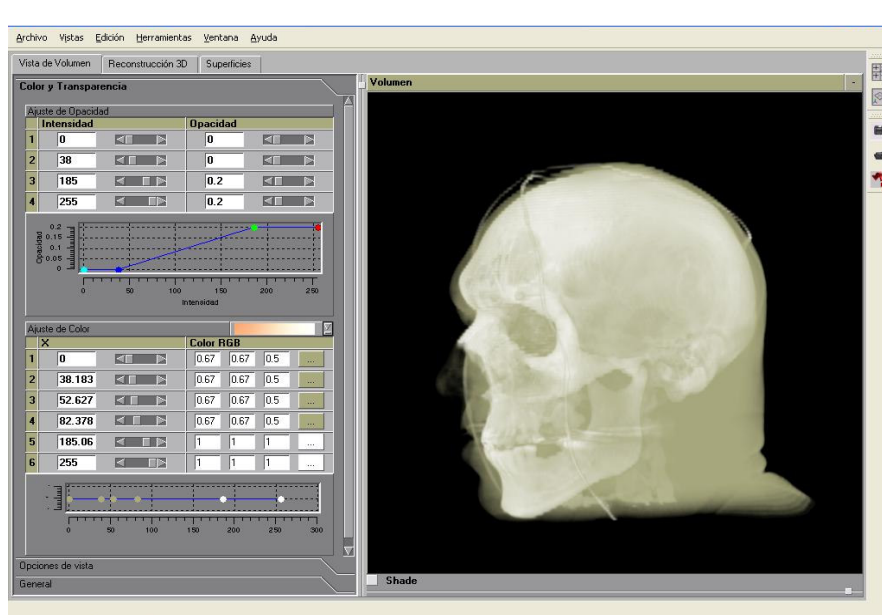 Archivo Vistas Edición Herramientas Ventana Ayuda
Vista de Volumen Reconstrucción 3D Superficies
Color y Transparencia
Volumen
Ajuste de Opacidad
Intensidad Opacidad
1 0 0
2 38 0
3 185 0.2
4 255 0.2
0.2
0.15
0.1
0.05
0
Opacidad
0 50 100 150 200 250
Intensidad
Ajuste de Color
X Color RGB
1 0 0.67 0.67 0.5 ...
2 38.183 0.67 0.67 0.5 ...
3 52.627 0.67 0.67 0.5 ...
4 82.378 0.67 0.67 0.5 ...
5 185.06 1 1 1 ...
6 255 1 1 1 ...
0 50 100 150 200 250 300
Opciones de vista
General
Shade